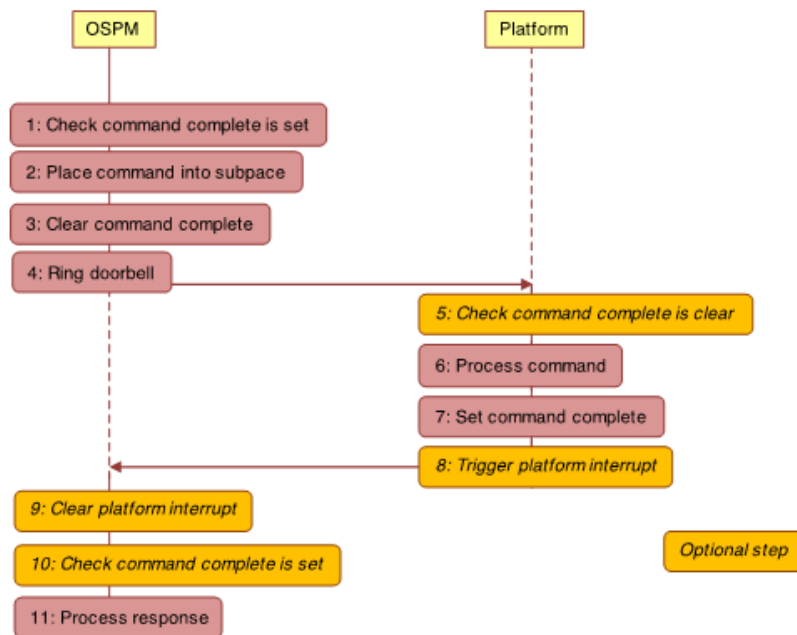 OSPM
Platform
1: Check command complete is set
2: Place command into subpace
3: Clear command complete
4: Ring doorbell
5: Check command complete is clear
6: Process command
7: Set command complete
8: Trigger platform interrupt
9: Clear platform interrupt
10: Check command complete is set
Optional step
11: Process response